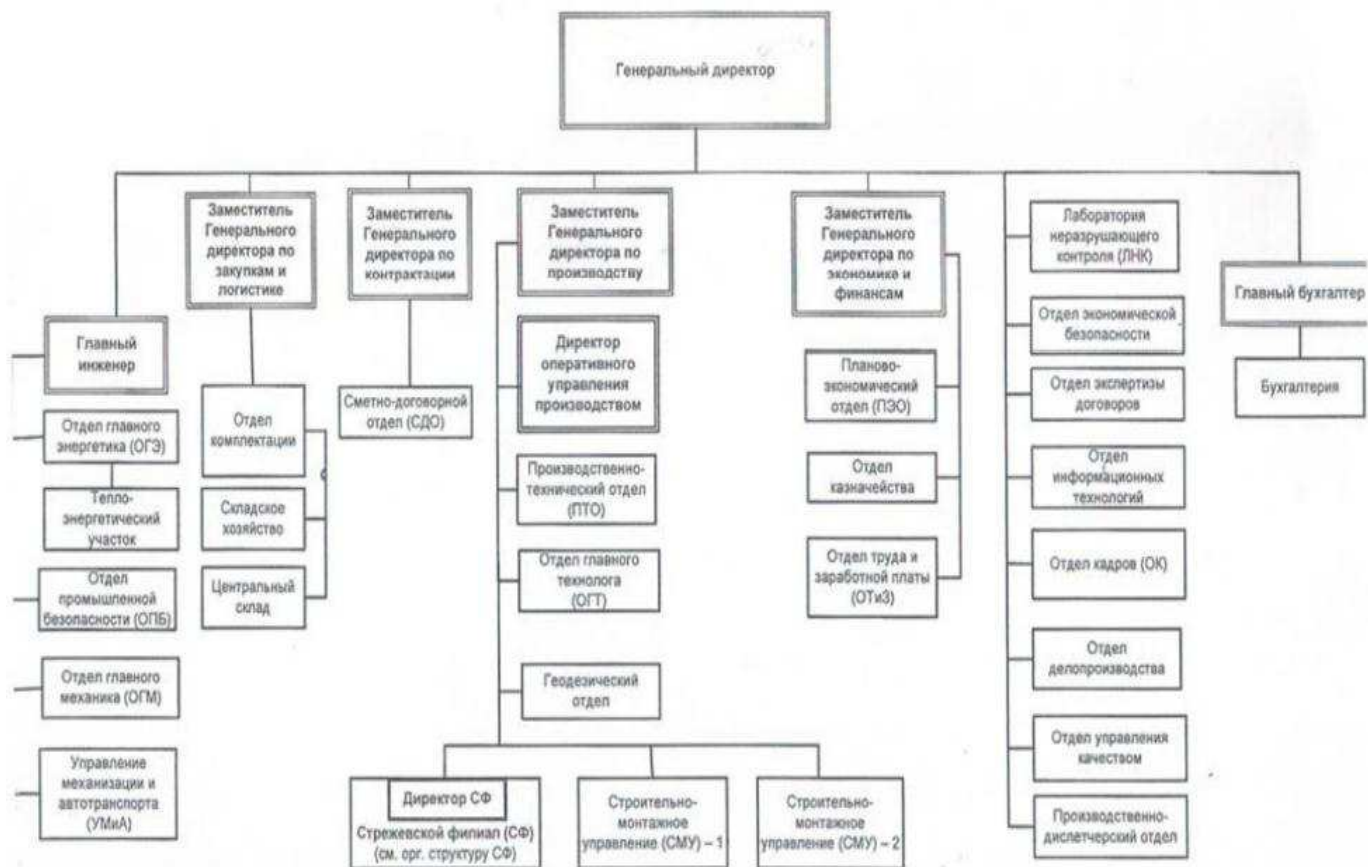 Генеральный директор
Заместитель
Генерального
директора по
закупкам и
логистике
Заместитель
Генерального
директора по
контрактации
Заместитель
Генерального
директора по
производству
Заместитель
Генерального
директора по
экономике и
финансам
Лаборатория
неразрушающего
контроля (ЛНК)
Главный бухгалтер
Главный
инженер
Директор
оперативного
управления
производством
Отдел экономической
безопасности
Бухгалтерия
Отдел
комплектации
Сметно-договорной
отдел (СДО)
Планово-
экономический
отдел (ПЭО)
Отдел экспертизы
договоров
Отдел главного
энергетика (ОГЭ)
Тепло-
энергетический
участок
Складское
хозяйство
Производственно-
технический отдел
(ПТО)
Отдел
казначейства
Отдел
информационных
технологий
Отдел
промышленной
безопасности (ОПБ)
Центральный
склад
Отдел главного
технолога
(ОГТ)
Отдел труда и
заработной платы
(ОТиЗ)
Отдел кадров (ОК)
Отдел главного
механика (ОГМ)
Геодезический
отдел
Отдел
делопроизводства
Управление
механизации и
автотранспорта
(УМиА)
Отдел управления
качеством
Директор СФ
Стрежевской филиал (СФ)
(см. орг. структуру СФ)
Строительно-
монтажное
управление (СМУ) – 1
Строительно-
монтажное
управление (СМУ) – 2
Производственно-
диспетчерский отдел